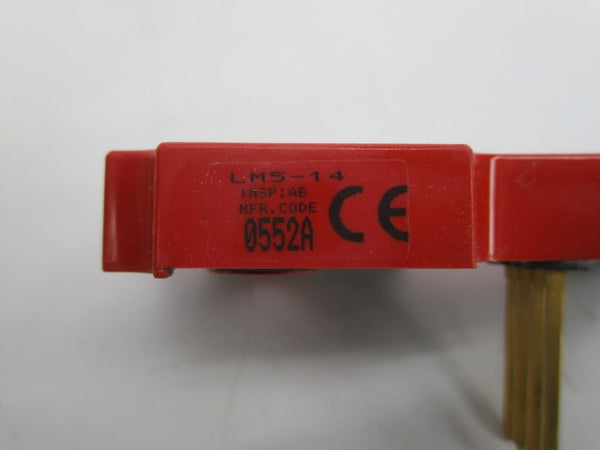 LM5-14
INSP:AB
MFR.CODE
0552A
CE